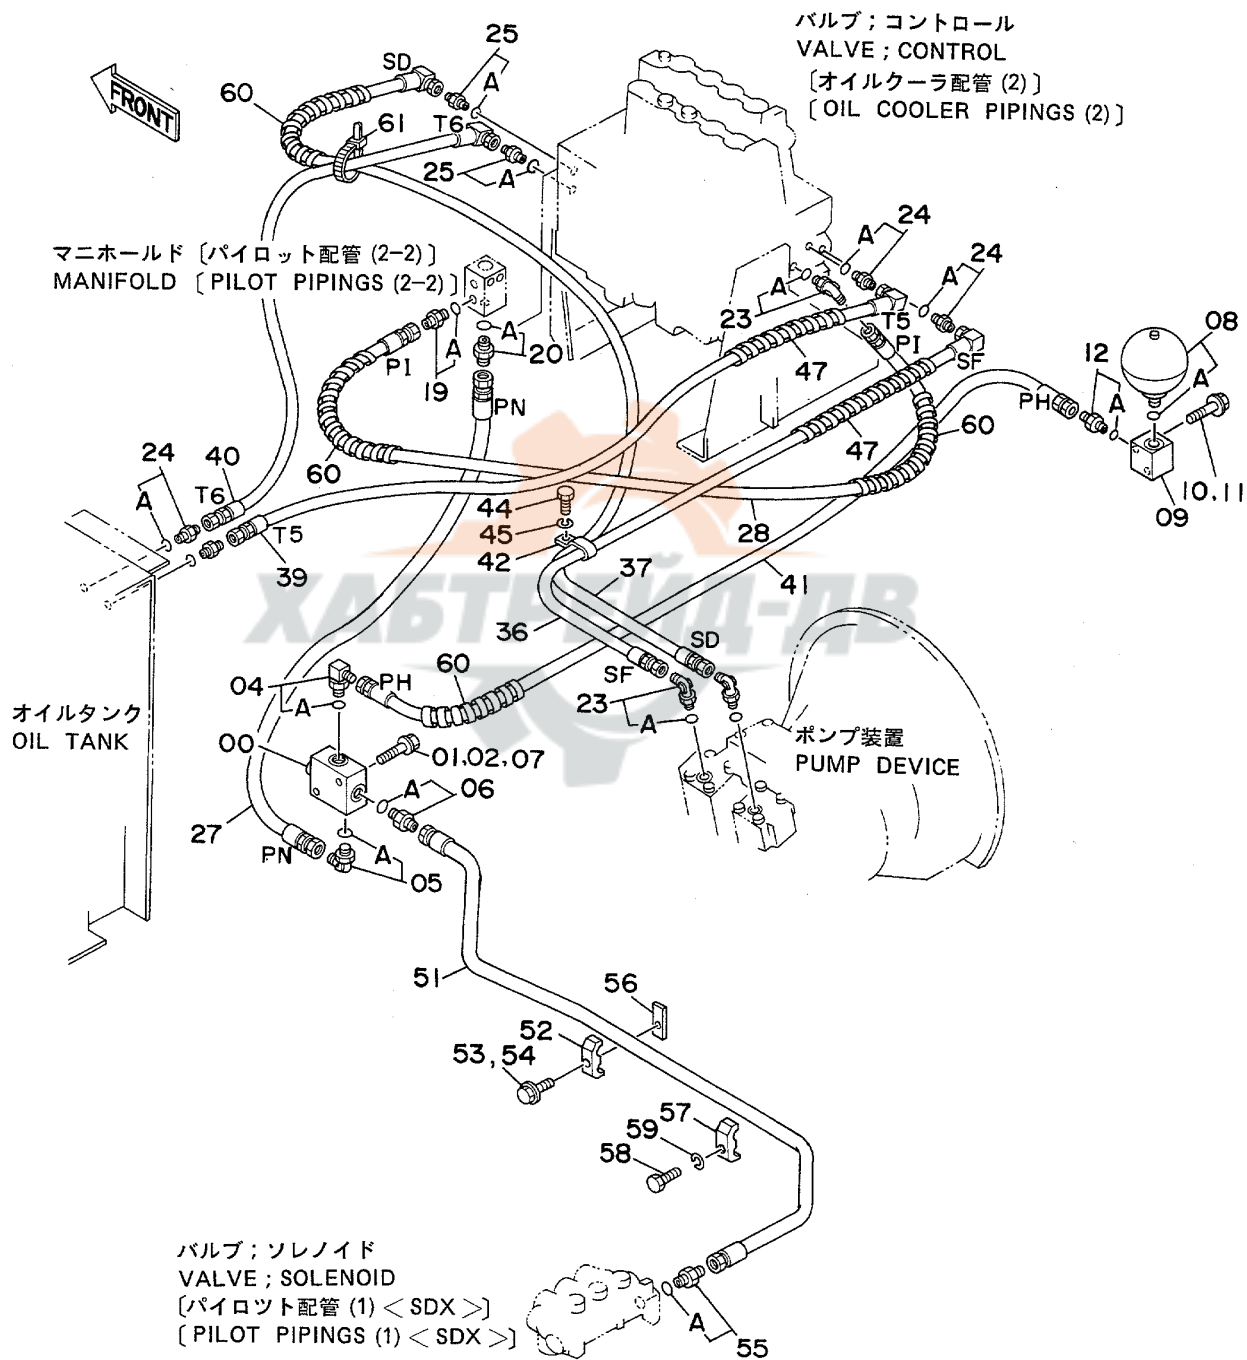 バルブ ; コントロール
VALVE ; CONTROL
〔オイルクーラ配管 (2)〕
〔OIL COOLER PIPINGS (2)〕
25
SD
A
60
FRONT
61
T6
25
A
24
A
24
A
マニホールド〔パイロット配管 (2-2)〕
MANIFOLD〔PILOT PIPINGS (2-2)〕
A
23
T5
PI
08
A
20
PI
A
19
47
SF
12
A
A
PN
PH
60
47
60
24
40
A
T6
44
10,11
45
28
09
T5
42
37
41
39
ХАБТРЕЙД-ДВ
36
SD
60
SF
04
PH
23
A
A
オイルタンク
OIL TANK
00
01,02,07
ポンプ装置
PUMP DEVICE
A
06
27
PN
A
05
51
56
52
53,54
57
59
58
バルブ ; ソレノイド
VALVE ; SOLENOID
〔パイロツト配管 (1) < SDX >〕
〔PILOT PIPINGS (1) < SDX >〕
A
55